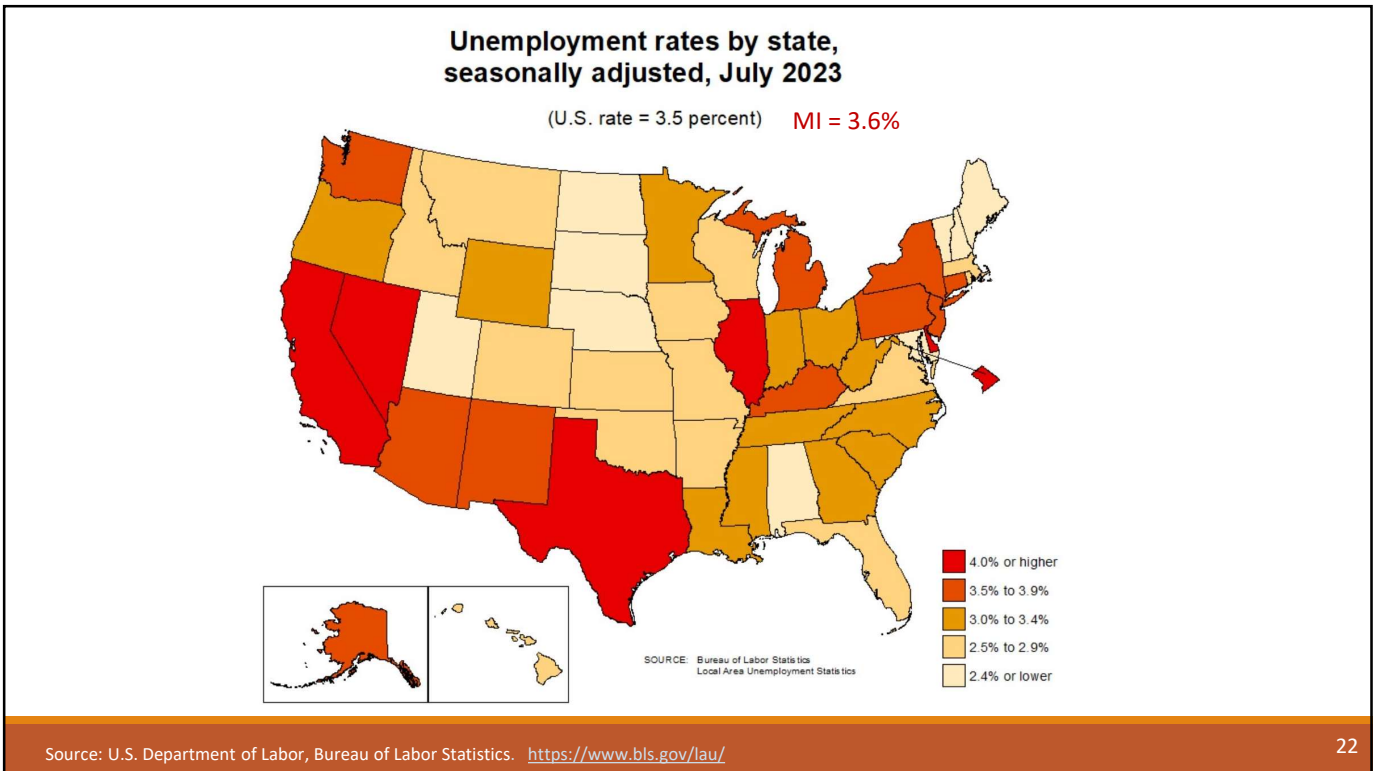 Unemployment rates by state,
seasonally adjusted, July 2023
(U.S. rate = 3.5 percent) MI = 3.6%
4.0% or higher
3.5% to 3.9%
3.0% to 3.4%
2.5% to 2.9%
2.4% or lower
SOURCE: Bureau of Labor Statistics
Local Area Unemployment Statistics
Source: U.S. Department of Labor, Bureau of Labor Statistics. https://www.bls.gov/lau/
22